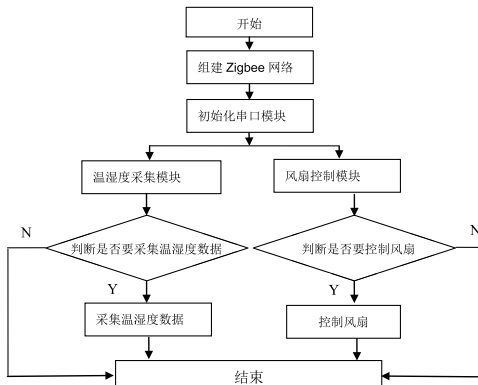 开始
组建 Zigbee 网络
初始化串口模块
温湿度采集模块
风扇控制模块
N
判断是否要采集温湿度数据
判断是否要控制风扇
N
Y
Y
采集温湿度数据
控制风扇
结束